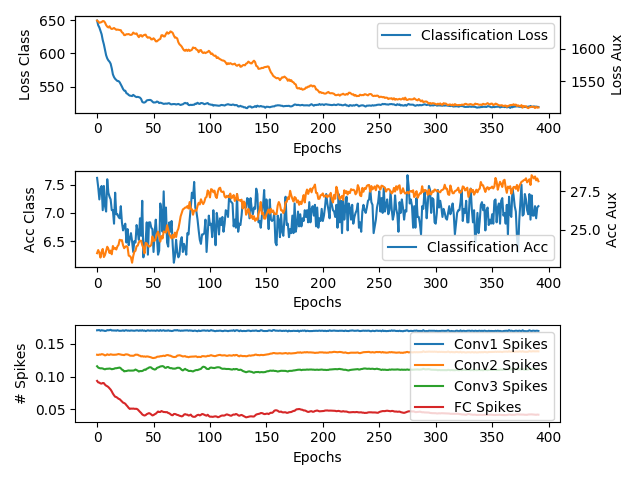 650
600
550
Loss Class
Classification Loss
1600
1550
Loss Aux
0 50 100 150 200 250 300 350 400
Epochs
7.5
7.0
6.5
Acc Class
Classification Acc
27.5
25.0
Acc Aux
0 50 100 150 200 250 300 350 400
Epochs
0.15
0.10
0.05
# Spikes
Conv1 Spikes
Conv2 Spikes
Conv3 Spikes
FC Spikes
0 50 100 150 200 250 300 350 400
Epochs